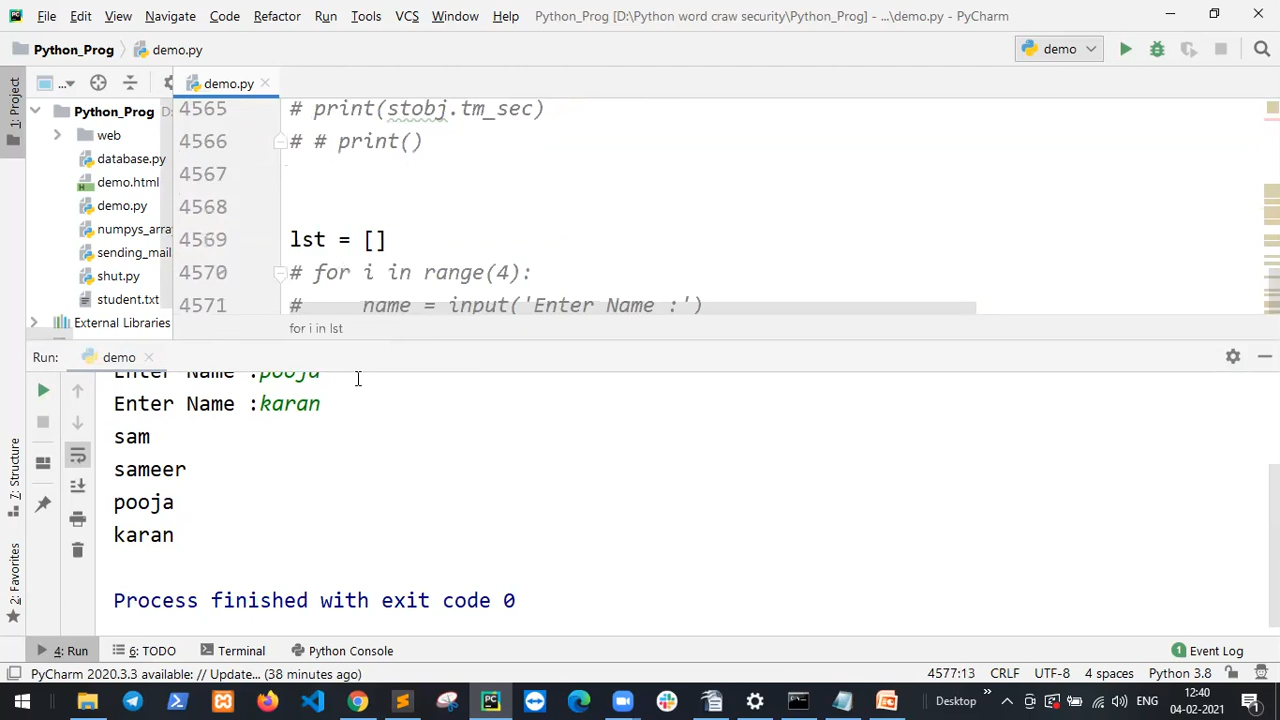 File Edit View Navigate Code Refactor Run Tools VCS Window Help Python_Prog [D:\Python word craw security\Python_Prog] - ...\demo.py - PyCharm
Python_Prog demo.py demo
1: Project
...
demo.py
Python_Prog D:
web
database.py
demo.html
demo.py
numpys_arra
sending_mail
shut.py
student.txt
External Libraries
4565 # print(stobj.tm_sec)
4566 # # print()
4567
4568
4569 lst = []
4570 # for i in range(4):
4571 # name = input('Enter Name :')
for i in lst
Run: demo
Enter Name :pooja
Enter Name :karan
sam
sameer
pooja
karan
Process finished with exit code 0
7: Structure
2: Favorites
4: Run 6: TODO Terminal Python Console 1 Event Log
PyCharm 2020.3.3 available: // Update... (38 minutes ago) 4577:13 CRLF UTF-8 4 spaces Python 3.8
Desktop ENG 12:40
04-02-2021 1